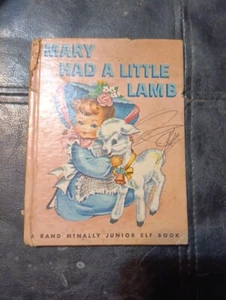 MARY
HAD A LITTLE
LAMB
A RAND McNALLY JUNIOR ELF BOOK